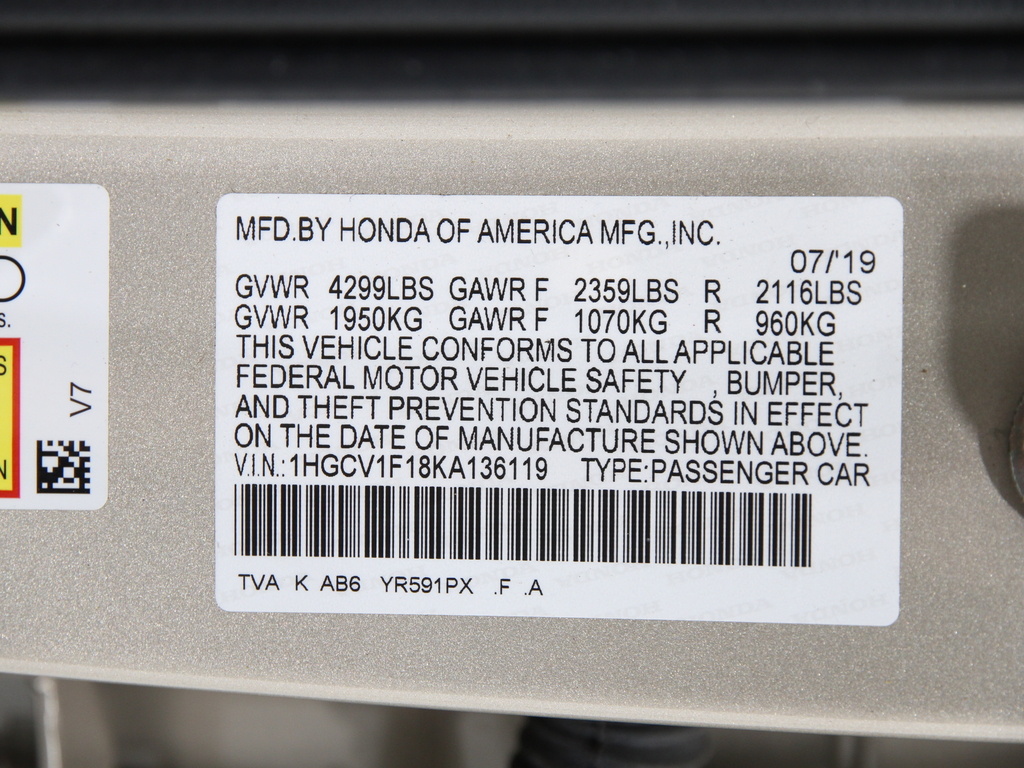 N
S.
S
V7
N
MFD.BY HONDA OF AMERICA MFG.,INC.
07/'19
GVWR 4299LBS GAWR F 2359LBS R 2116LBS
GVWR 1950KG GAWR F 1070KG R 960KG
THIS VEHICLE CONFORMS TO ALL APPLICABLE
FEDERAL MOTOR VEHICLE SAFETY , BUMPER,
AND THEFT PREVENTION STANDARDS IN EFFECT
ON THE DATE OF MANUFACTURE SHOWN ABOVE.
V.I.N.:1HGCV1F18KA136119 TYPE:PASSENGER CAR
TVA K AB6 YR591PX .F .A